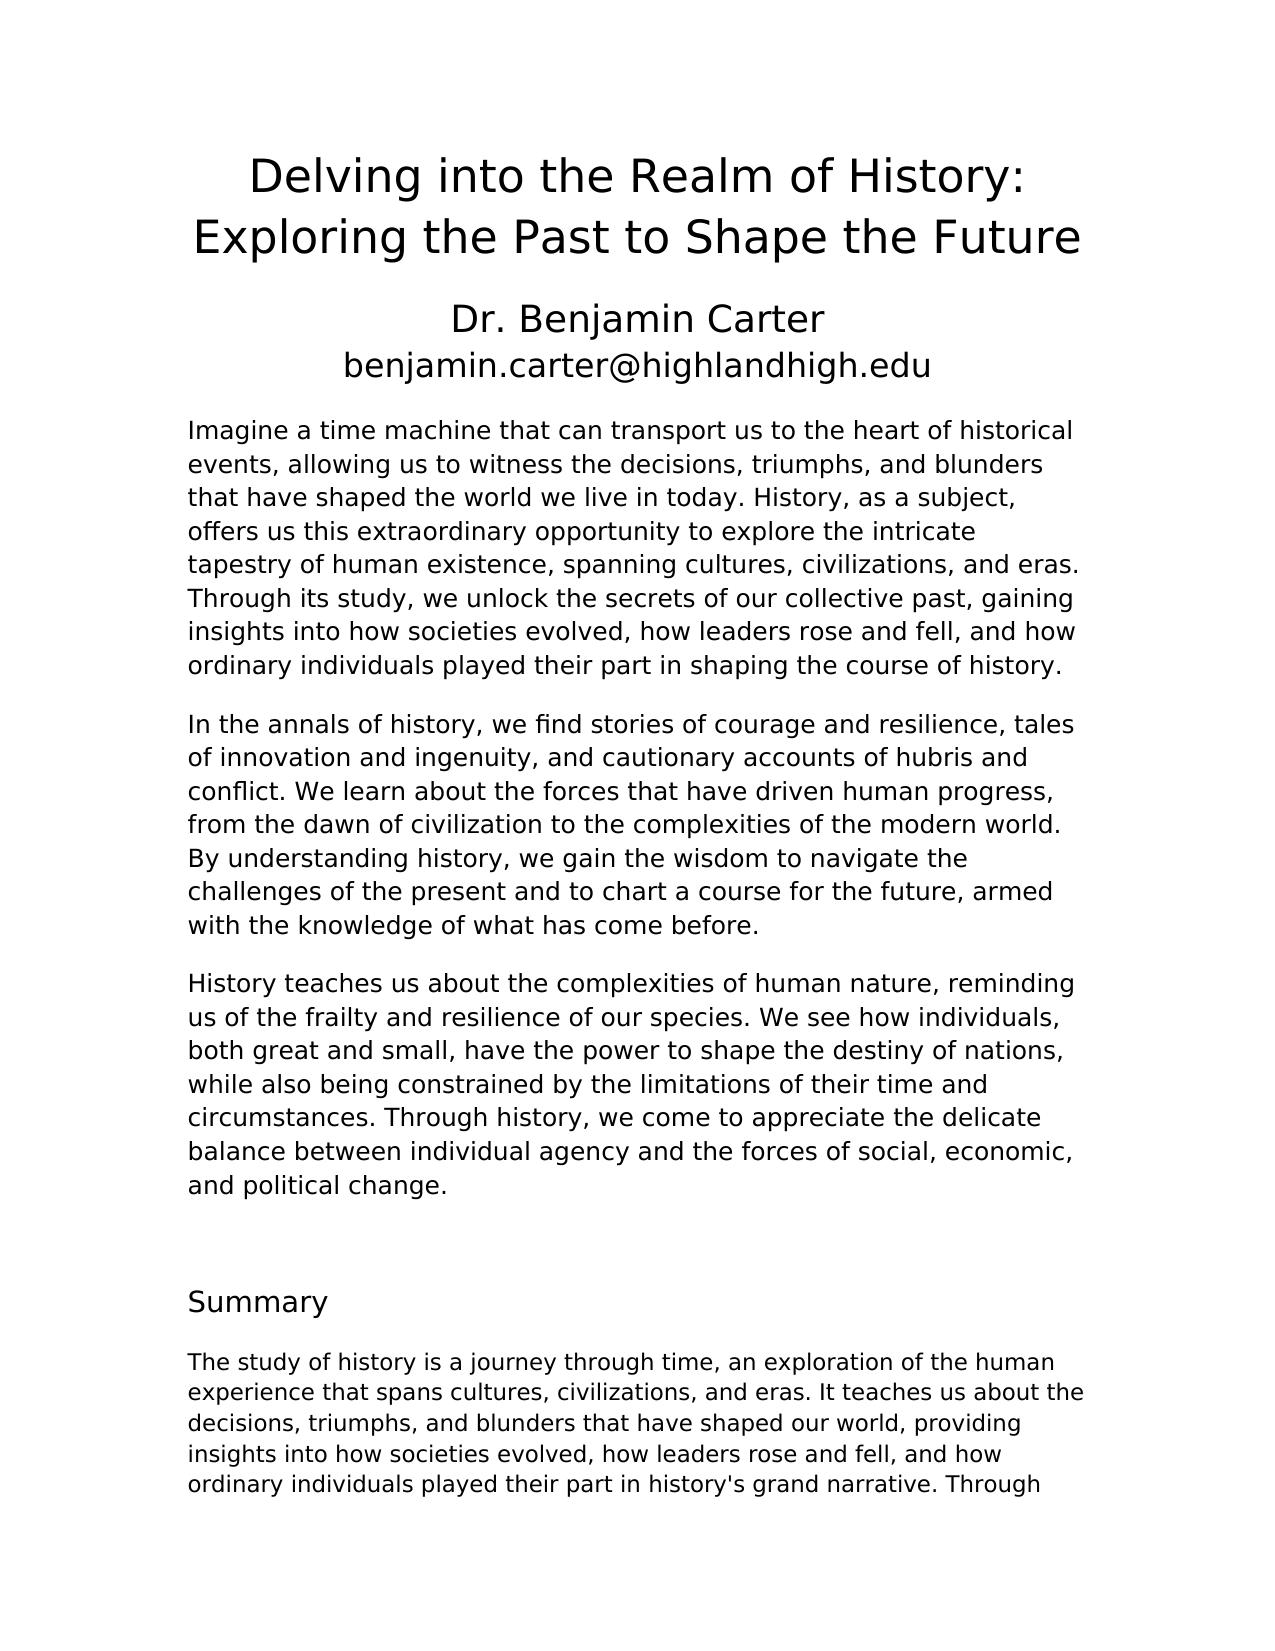 Delving into the Realm of History:
Exploring the Past to Shape the Future
Dr. Benjamin Carter
benjamin.carter@highlandhigh.edu
Imagine a time machine that can transport us to the heart of historical
events, allowing us to witness the decisions, triumphs, and blunders
that have shaped the world we live in today. History, as a subject,
offers us this extraordinary opportunity to explore the intricate
tapestry of human existence, spanning cultures, civilizations, and eras.
Through its study, we unlock the secrets of our collective past, gaining
insights into how societies evolved, how leaders rose and fell, and how
ordinary individuals played their part in shaping the course of history.
In the annals of history, we find stories of courage and resilience, tales
of innovation and ingenuity, and cautionary accounts of hubris and
conflict. We learn about the forces that have driven human progress,
from the dawn of civilization to the complexities of the modern world.
By understanding history, we gain the wisdom to navigate the
challenges of the present and to chart a course for the future, armed
with the knowledge of what has come before.
History teaches us about the complexities of human nature, reminding
us of the frailty and resilience of our species. We see how individuals,
both great and small, have the power to shape the destiny of nations,
while also being constrained by the limitations of their time and
circumstances. Through history, we come to appreciate the delicate
balance between individual agency and the forces of social, economic,
and political change.
Summary
The study of history is a journey through time, an exploration of the human
experience that spans cultures, civilizations, and eras. It teaches us about the
decisions, triumphs, and blunders that have shaped our world, providing
insights into how societies evolved, how leaders rose and fell, and how
ordinary individuals played their part in history's grand narrative. Through